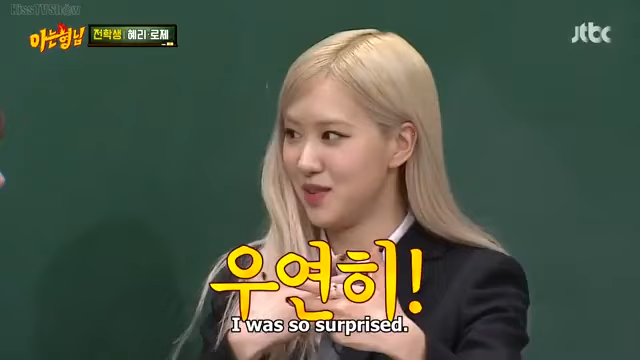 KissTVShow
아는형님
전학생 혜리·로제
jtbc
우연히!
I was so surprised.